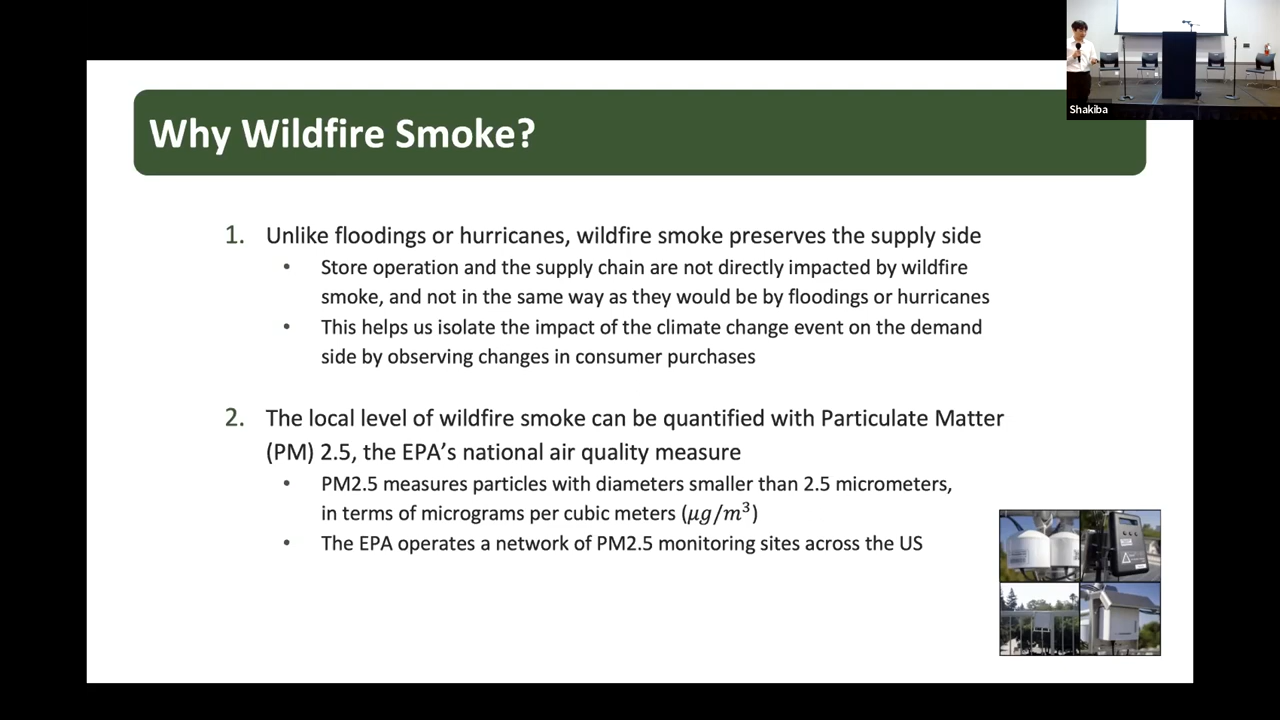 Shakiba
Why Wildfire Smoke?
1. Unlike floodings or hurricanes, wildfire smoke preserves the supply side
• Store operation and the supply chain are not directly impacted by wildfire
smoke, and not in the same way as they would be by floodings or hurricanes
• This helps us isolate the impact of the climate change event on the demand
side by observing changes in consumer purchases
2. The local level of wildfire smoke can be quantified with Particulate Matter
(PM) 2.5, the EPA’s national air quality measure
• PM2.5 measures particles with diameters smaller than 2.5 micrometers,
in terms of micrograms per cubic meters (μg/m³)
• The EPA operates a network of PM2.5 monitoring sites across the US